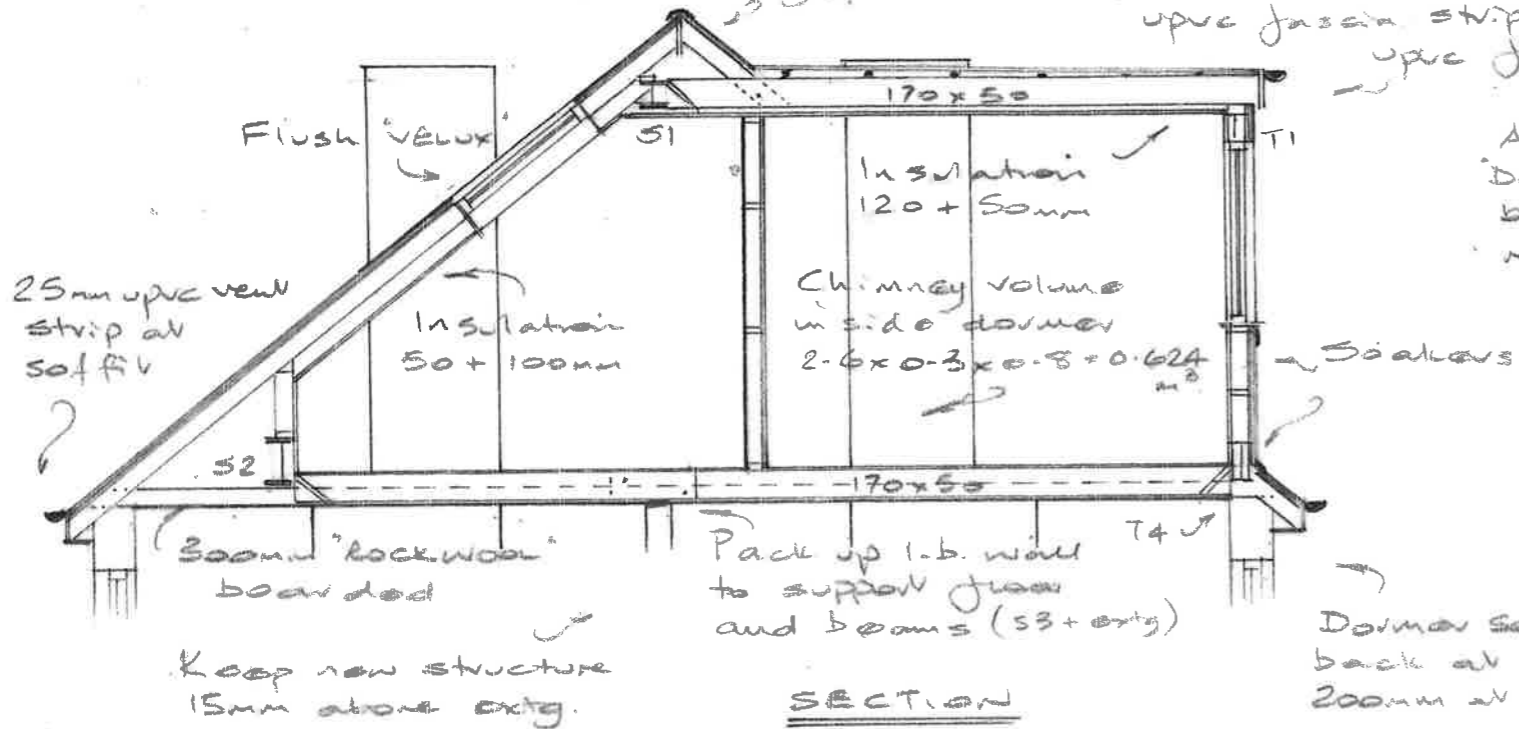 upvc fascia strip
upvc
170 x 50
Flush "VELUX"
S1
T1
Insulation
120 + 50mm
25mm upvc vent
strip at
soffit
Insulation
50 + 100mm
Chimney volume
inside dormer
2.6 x 0.3 x 0.8 = 0.624
m³
Soakers
S2
170 x 50
T4
300mm "Rockwool"
boarded
Pack up l.b. wall
to support floor
and beams (S3 + extg)
Keep new structure
15mm above extg.
SECTION
Dormer
back at
200mm at